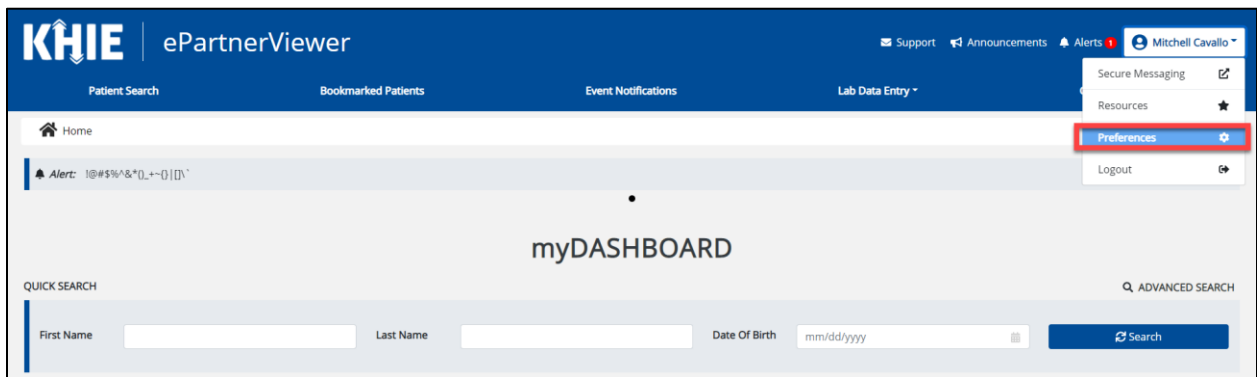 KHIE ePartnerViewer
Support Announcements Alerts 1 Mitchell Cavallo
Patient Search Bookmarked Patients Event Notifications Lab Data Entry
Secure Messaging
Resources
Preferences
Logout
Home
Alert: !@#$%^&*()_+~{}|[]\`
myDASHBOARD
QUICK SEARCH ADVANCED SEARCH
First Name Last Name Date Of Birth mm/dd/yyyy Search